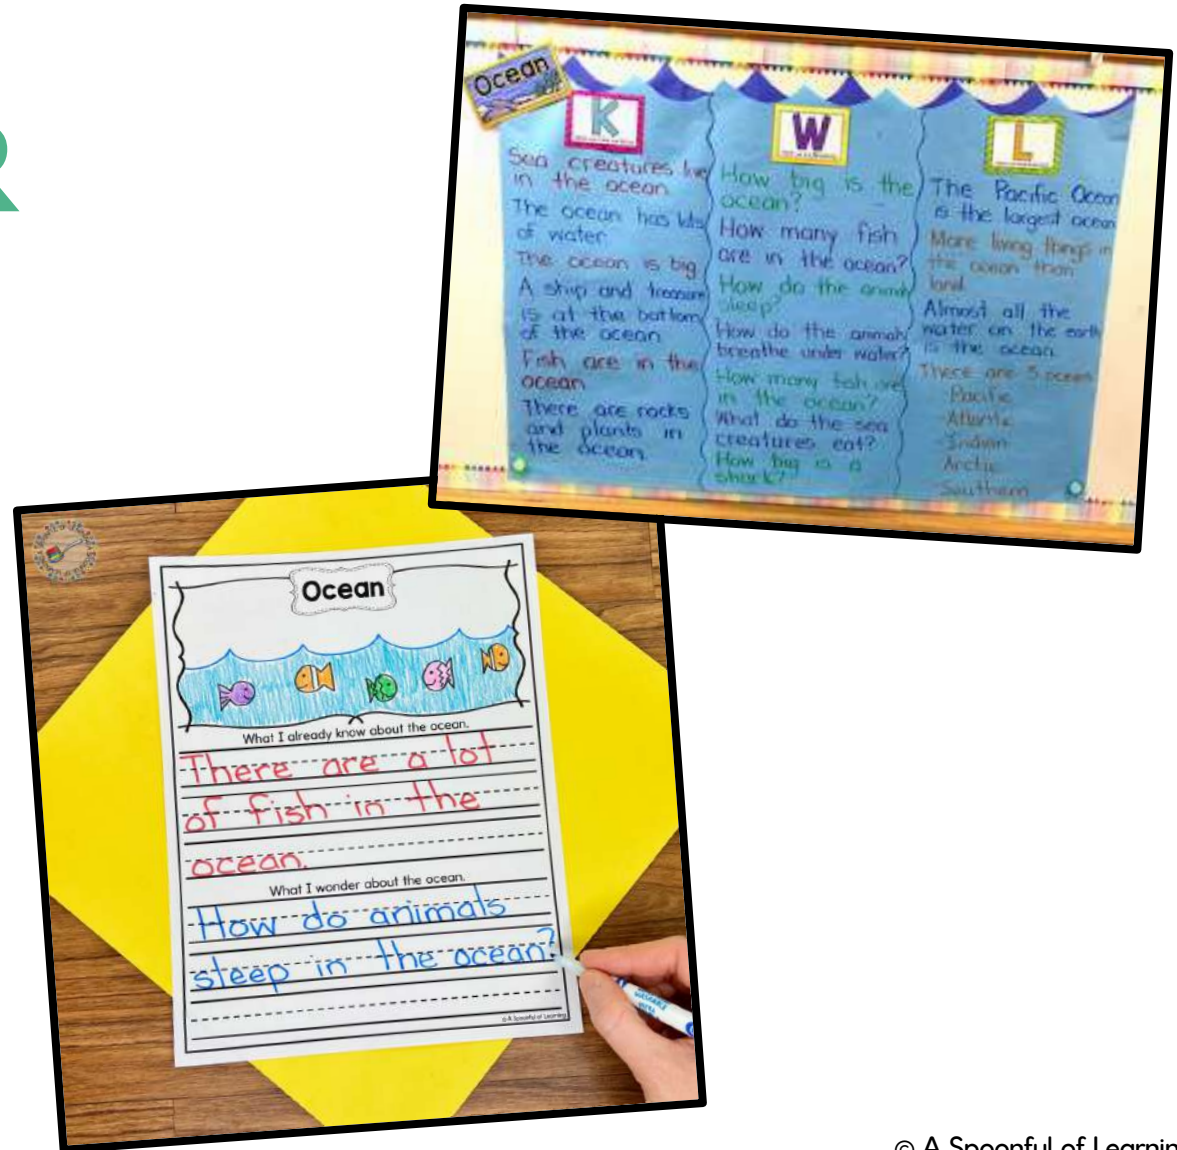 R
Ocean
K
Sea creatures live
in the ocean
The ocean has lots
of water
The ocean is big
A ship and treasure
is at the bottom
of the ocean
Fish are in the
ocean
There are rocks
and plants in
the ocean.
W
How big is the
ocean?
How many fish
are in the ocean?
How do the animals
sleep?
How do the animals
breathe under water?
How many fish are
in the ocean?
What do the sea
creatures eat?
How big is a
shark?
L
The Pacific Ocean
is the largest ocean
More living things in
the ocean than
land.
Almost all the
water on the earth
is the ocean.
There are 5 oceans
Pacific
Atlantic
Indian
Arctic
Southern
Ocean
What I already know about the ocean.
There are a lot
of fish in the
ocean.
What I wonder about the ocean.
How do animals
sleep in the ocean?
© A Spoonful of Learning
WASHABLE
© A Spoonful of Learnin